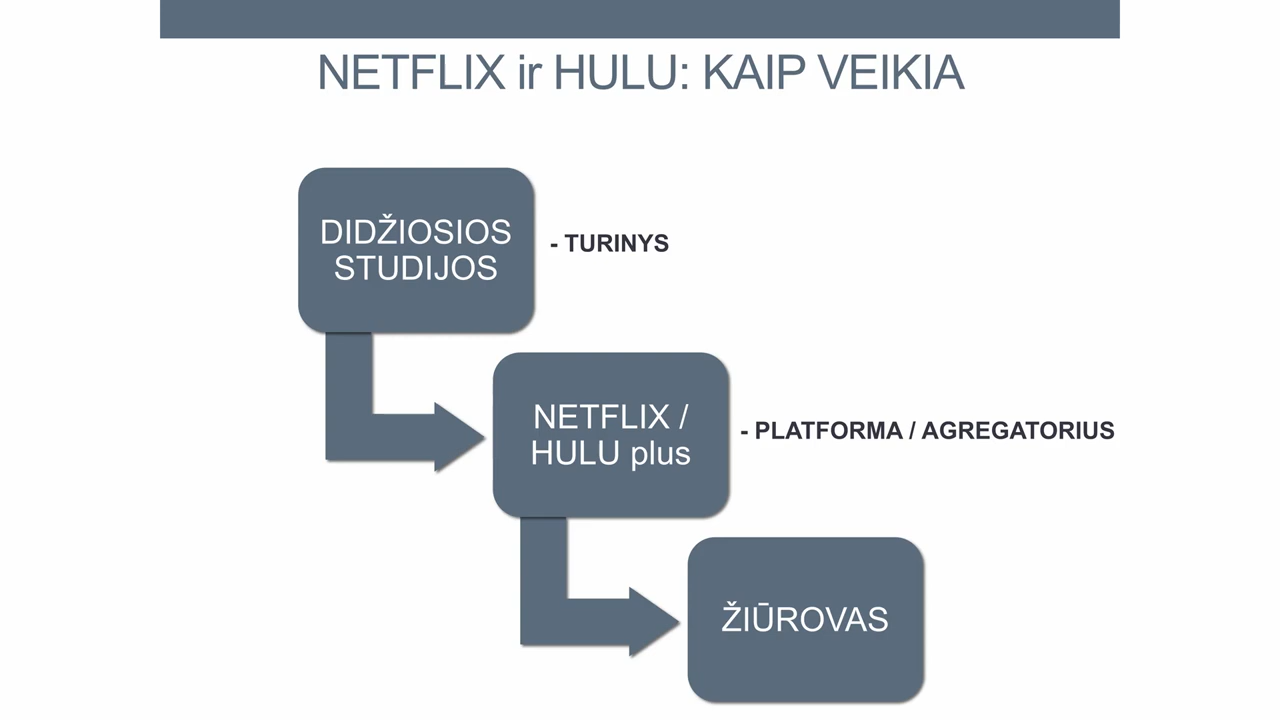 NETFLIX ir HULU: KAIP VEIKIA
DIDŽIOSIOS
STUDIJOS
- TURINYS
NETFLIX /
HULU plus
- PLATFORMA / AGREGATORIUS
ŽIŪROVAS